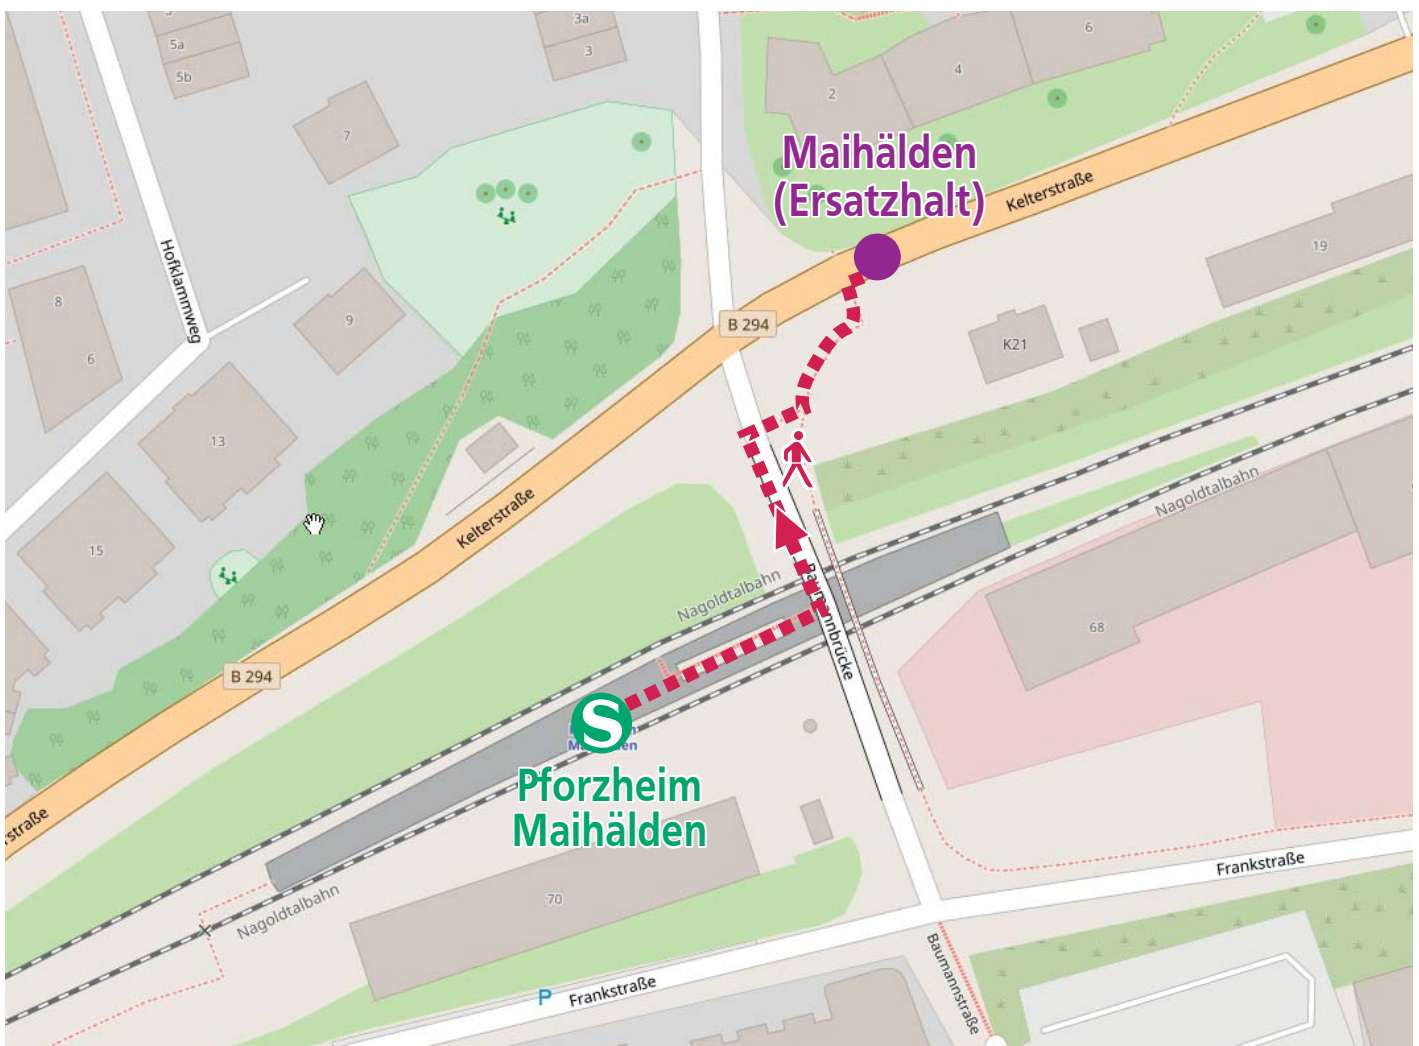 3a
5a
3
5b
6
4
2
7
Maihälden
(Ersatzhalt)
Kelterstraße
19
Hofklammweg
8
9
B 294
K21
6
13
Nagoldtalbahn
Kelterstraße
15
Nagoldtalbahn
Baumannbrücke
68
B 294
S
Pforzheim
Maihälden
Frankstraße
70
Nagoldtalbahn
Baumannstraße
P
Frankstraße